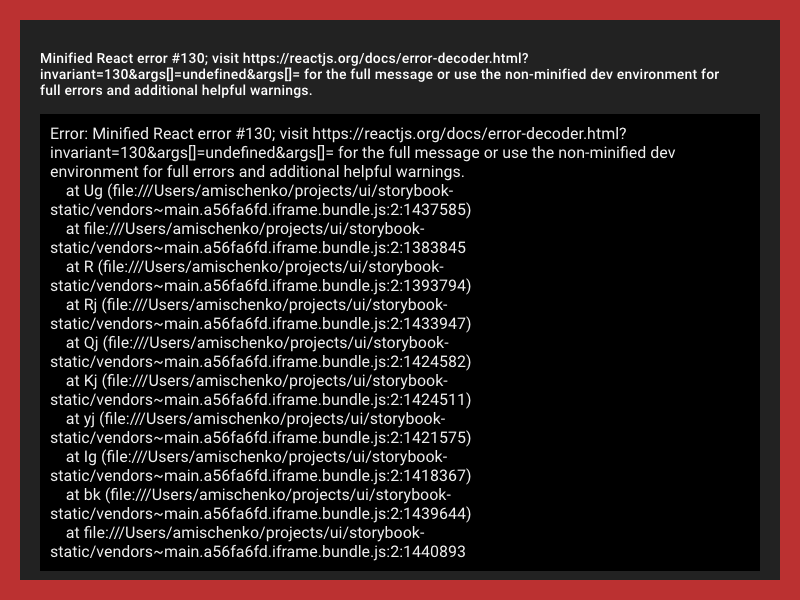 Minified React error #130; visit https://reactjs.org/docs/error-decoder.html?
invariant=130&args[]=undefined&args[]= for the full message or use the non-minified dev environment for
full errors and additional helpful warnings.
Error: Minified React error #130; visit https://reactjs.org/docs/error-decoder.html?
invariant=130&args[]=undefined&args[]= for the full message or use the non-minified dev
environment for full errors and additional helpful warnings.
at Ug (file:///Users/amischenko/projects/ui/storybook-
static/vendors~main.a56fa6fd.iframe.bundle.js:2:1437585)
at file:///Users/amischenko/projects/ui/storybook-
static/vendors~main.a56fa6fd.iframe.bundle.js:2:1383845
at R (file:///Users/amischenko/projects/ui/storybook-
static/vendors~main.a56fa6fd.iframe.bundle.js:2:1393794)
at Rj (file:///Users/amischenko/projects/ui/storybook-
static/vendors~main.a56fa6fd.iframe.bundle.js:2:1433947)
at Qj (file:///Users/amischenko/projects/ui/storybook-
static/vendors~main.a56fa6fd.iframe.bundle.js:2:1424582)
at Kj (file:///Users/amischenko/projects/ui/storybook-
static/vendors~main.a56fa6fd.iframe.bundle.js:2:1424511)
at yj (file:///Users/amischenko/projects/ui/storybook-
static/vendors~main.a56fa6fd.iframe.bundle.js:2:1421575)
at Ig (file:///Users/amischenko/projects/ui/storybook-
static/vendors~main.a56fa6fd.iframe.bundle.js:2:1418367)
at bk (file:///Users/amischenko/projects/ui/storybook-
static/vendors~main.a56fa6fd.iframe.bundle.js:2:1439644)
at file:///Users/amischenko/projects/ui/storybook-
static/vendors~main.a56fa6fd.iframe.bundle.js:2:1440893